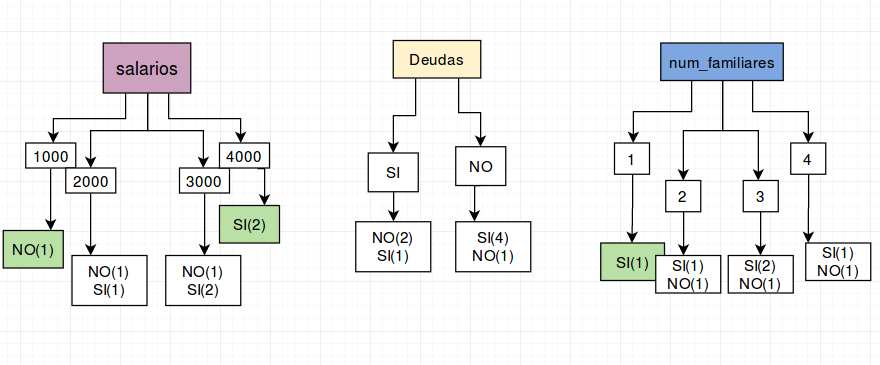 salarios
1000
2000
3000
4000
NO(1)
NO(1)
SI(1)
NO(1)
SI(2)
SI(2)
Deudas
SI
NO
NO(2)
SI(1)
SI(4)
NO(1)
num_familiares
1
2
3
4
SI(1)
SI(1)
NO(1)
SI(2)
NO(1)
SI(1)
NO(1)